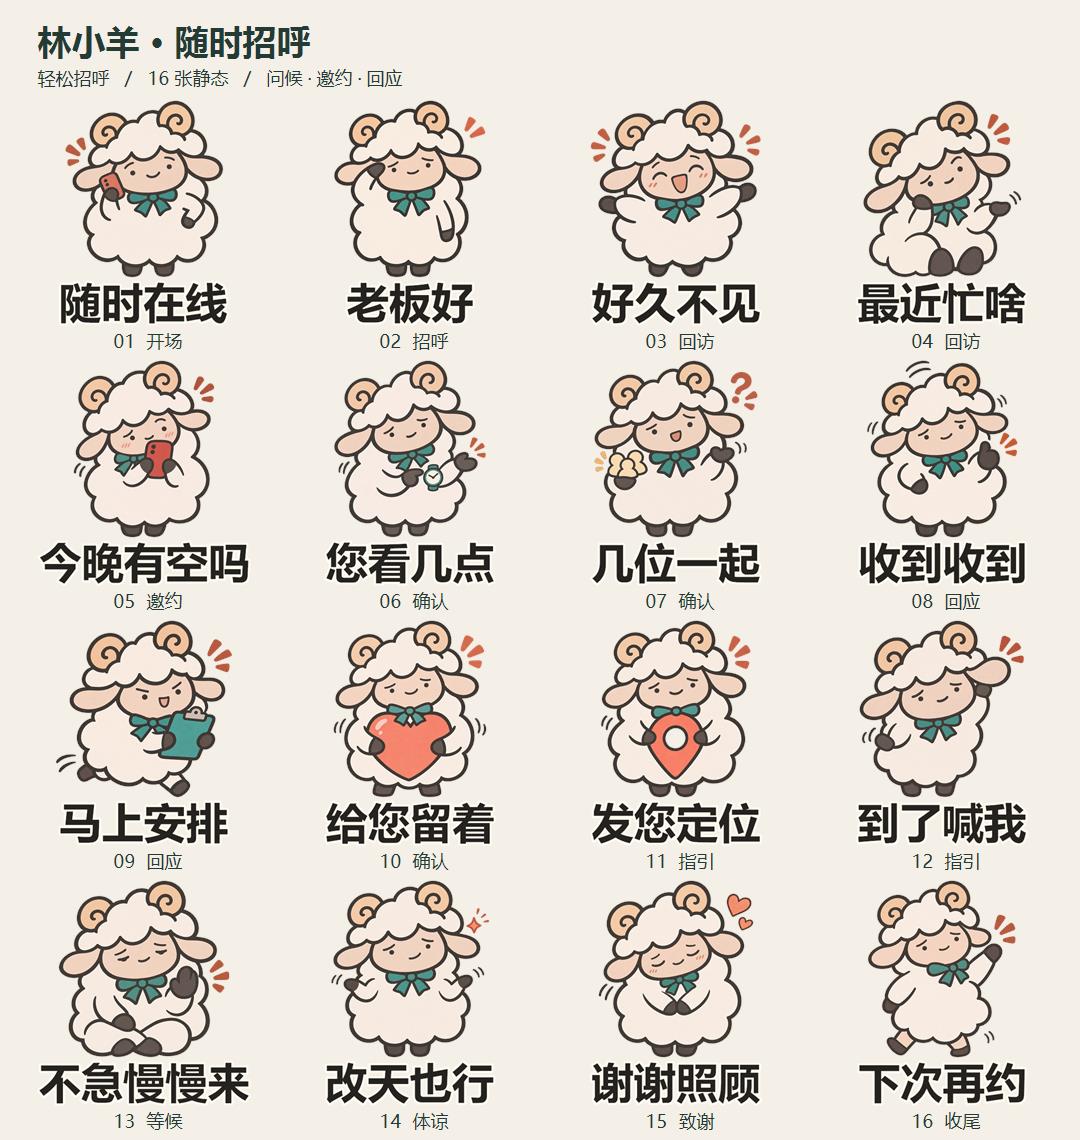 林小羊・随时招呼
轻松招呼 / 16 张静态 / 问候·邀约·回应
随时在线
01 开场
老板好
02 招呼
好久不见
03 回访
最近忙啥
04 回访
今晚有空吗
05 邀约
您看几点
06 确认
几位一起
07 确认
?
收到收到
08 回应
马上安排
09 回应
给您留着
10 确认
发您定位
11 指引
到了喊我
12 指引
不急慢慢来
13 等候
改天也行
14 体谅
谢谢照顾
15 致谢
下次再约
16 收尾